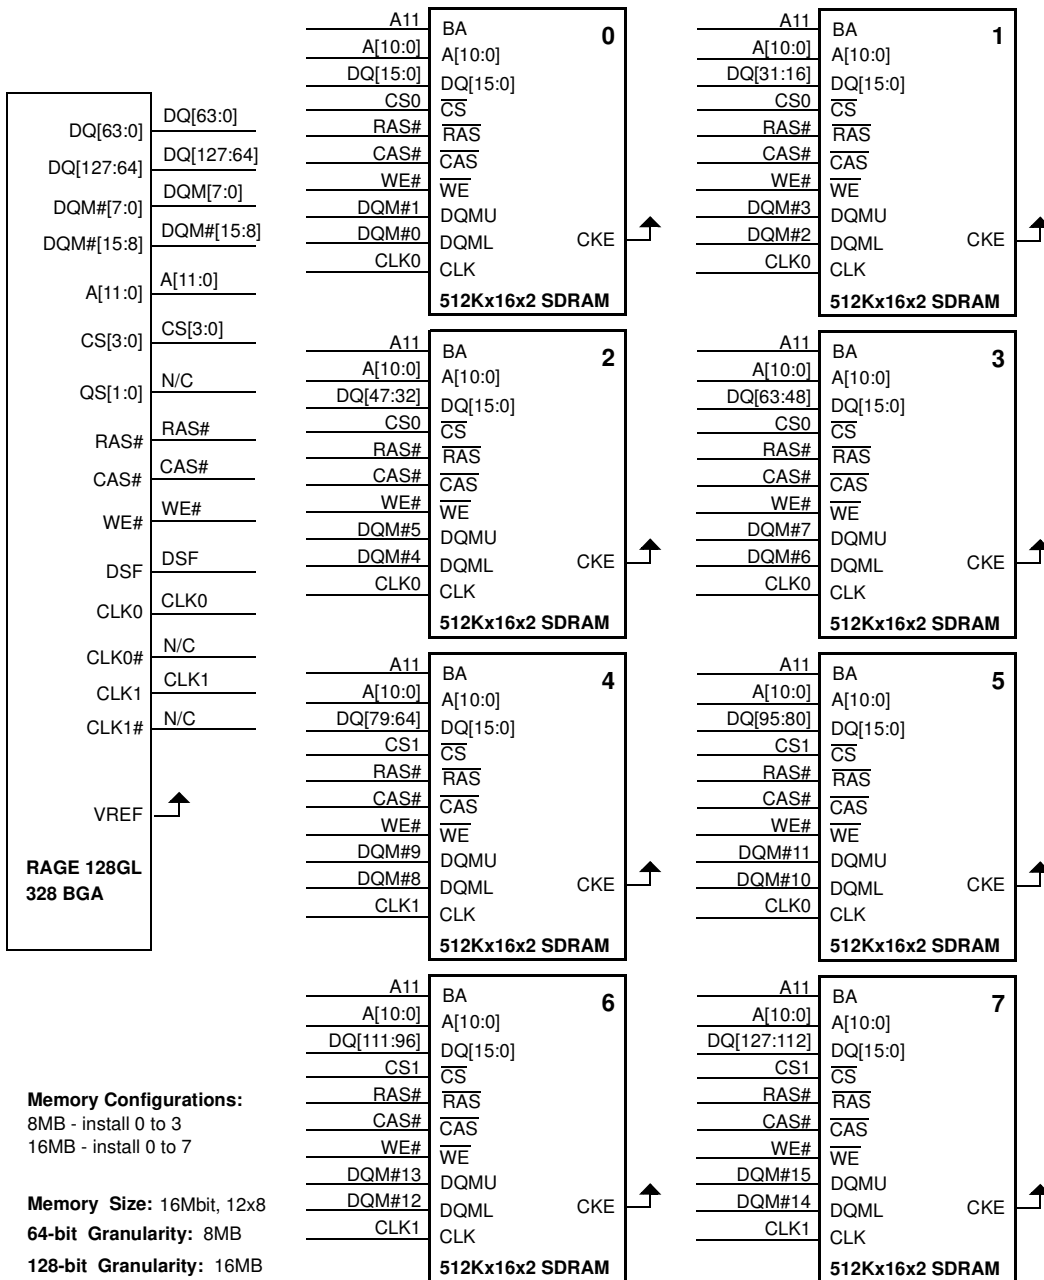 DQ[63:0] DQ[63:0]
DQ[127:64] DQ[127:64]
DQM#[7:0] DQM[7:0]
DQM#[15:8] DQM#[15:8]
A[11:0] A[11:0]
CS[3:0] CS[3:0]
QS[1:0] N/C
RAS# RAS#
CAS# CAS#
WE# WE#
DSF DSF
CLK0 CLK0
CLK0# N/C
CLK1 CLK1
CLK1# N/C
VREF
RAGE 128GL
328 BGA
A11 BA 0
A[10:0] A[10:0]
DQ[15:0] DQ[15:0]
CS0 CS
RAS# RAS
CAS# CAS
WE# WE
DQM#1 DQMU
DQM#0 DQML CKE
CLK0 CLK
512Kx16x2 SDRAM
A11 BA 1
A[10:0] A[10:0]
DQ[31:16] DQ[15:0]
CS0 CS
RAS# RAS
CAS# CAS
WE# WE
DQM#3 DQMU
DQM#2 DQML CKE
CLK0 CLK
512Kx16x2 SDRAM
A11 BA 2
A[10:0] A[10:0]
DQ[47:32] DQ[15:0]
CS0 CS
RAS# RAS
CAS# CAS
WE# WE
DQM#5 DQMU
DQM#4 DQML CKE
CLK0 CLK
512Kx16x2 SDRAM
A11 BA 3
A[10:0] A[10:0]
DQ[63:48] DQ[15:0]
CS0 CS
RAS# RAS
CAS# CAS
WE# WE
DQM#7 DQMU
DQM#6 DQML CKE
CLK0 CLK
512Kx16x2 SDRAM
A11 BA 4
A[10:0] A[10:0]
DQ[79:64] DQ[15:0]
CS1 CS
RAS# RAS
CAS# CAS
WE# WE
DQM#9 DQMU
DQM#8 DQML CKE
CLK1 CLK
512Kx16x2 SDRAM
A11 BA 5
A[10:0] A[10:0]
DQ[95:80] DQ[15:0]
CS1 CS
RAS# RAS
CAS# CAS
WE# WE
DQM#11 DQMU
DQM#10 DQML CKE
CLK0 CLK
512Kx16x2 SDRAM
A11 BA 6
A[10:0] A[10:0]
DQ[111:96] DQ[15:0]
CS1 CS
RAS# RAS
CAS# CAS
WE# WE
DQM#13 DQMU
DQM#12 DQML CKE
CLK1 CLK
512Kx16x2 SDRAM
A11 BA 7
A[10:0] A[10:0]
DQ[127:112] DQ[15:0]
CS1 CS
RAS# RAS
CAS# CAS
WE# WE
DQM#15 DQMU
DQM#14 DQML CKE
CLK1 CLK
512Kx16x2 SDRAM
Memory Configurations:
8MB - install 0 to 3
16MB - install 0 to 7
Memory Size: 16Mbit, 12x8
64-bit Granularity: 8MB
128-bit Granularity: 16MB